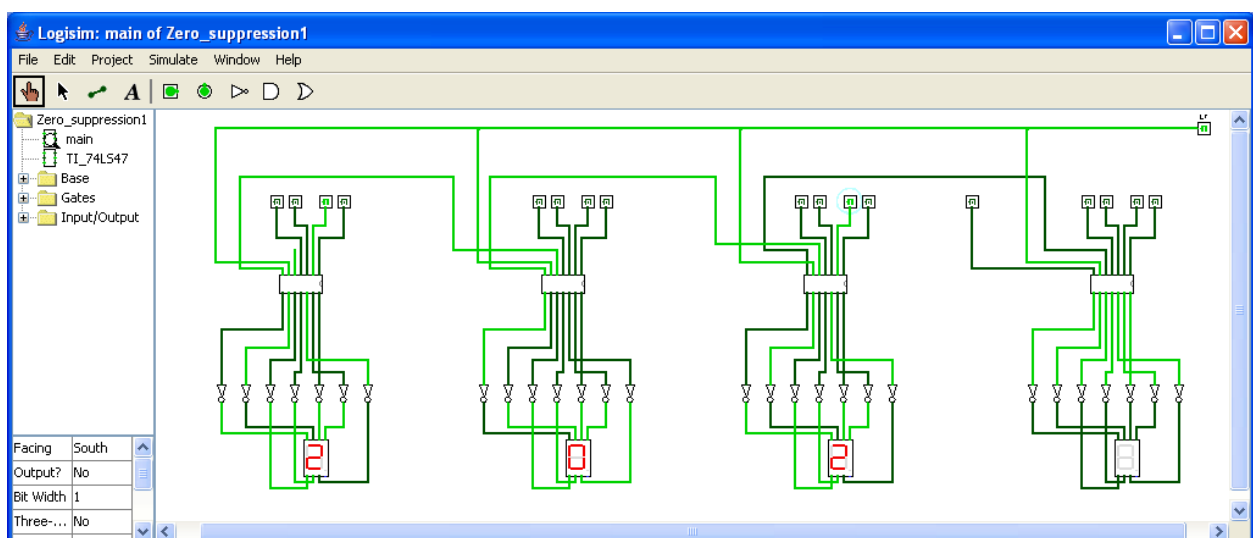 Logisim: main of Zero_suppression1
File Edit Project Simulate Window Help
A
Zero_suppression1
main
TI_74LS47
Base
Gates
Input/Output
Facing South
Output? No
Bit Width 1
Three-... No